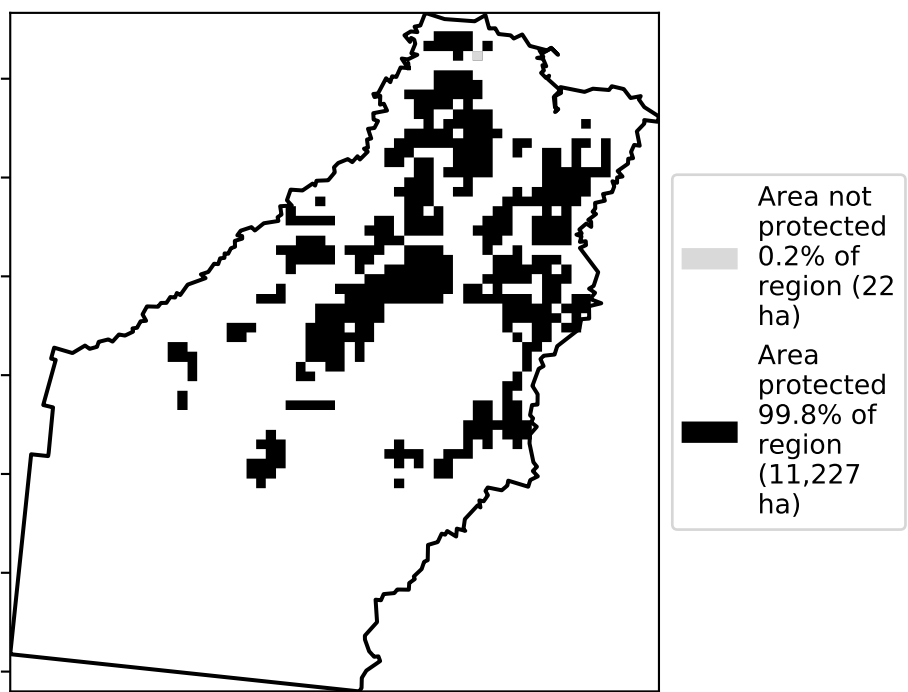 Area not
protected
0.2% of
region (22
ha)
Area
protected
99.8% of
region
(11,227
ha)